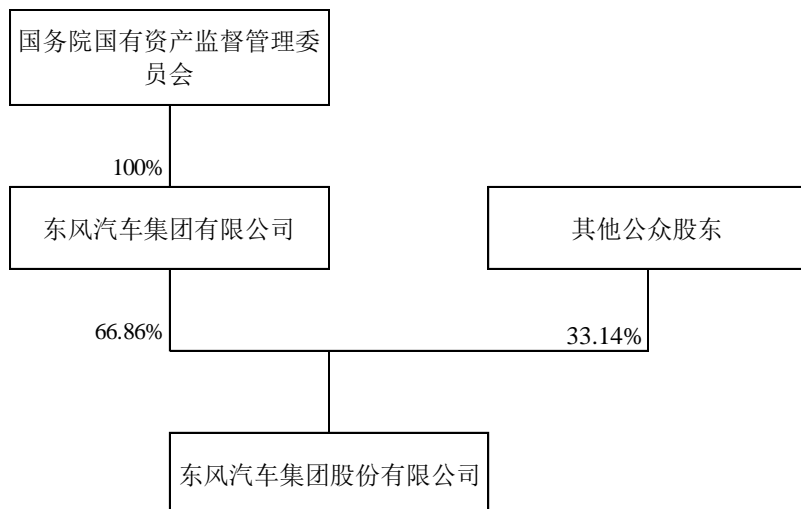 国务院国有资产监督管理委
员会
100%
东风汽车集团有限公司
其他公众股东
66.86%
33.14%
东风汽车集团股份有限公司